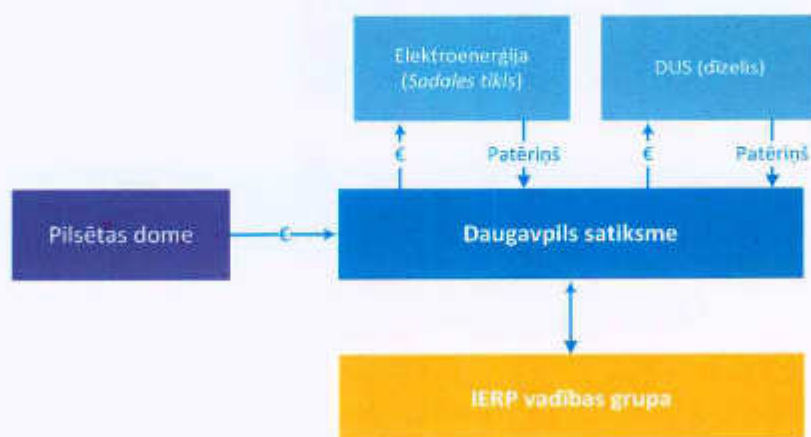 Elektroenerģija
(Sadales tīkls)
DUS (dīzelis)
€
Patēriņš
€
Patēriņš
Pilsētas dome
€
Daugavpils satiksme
IERP vadības grupa